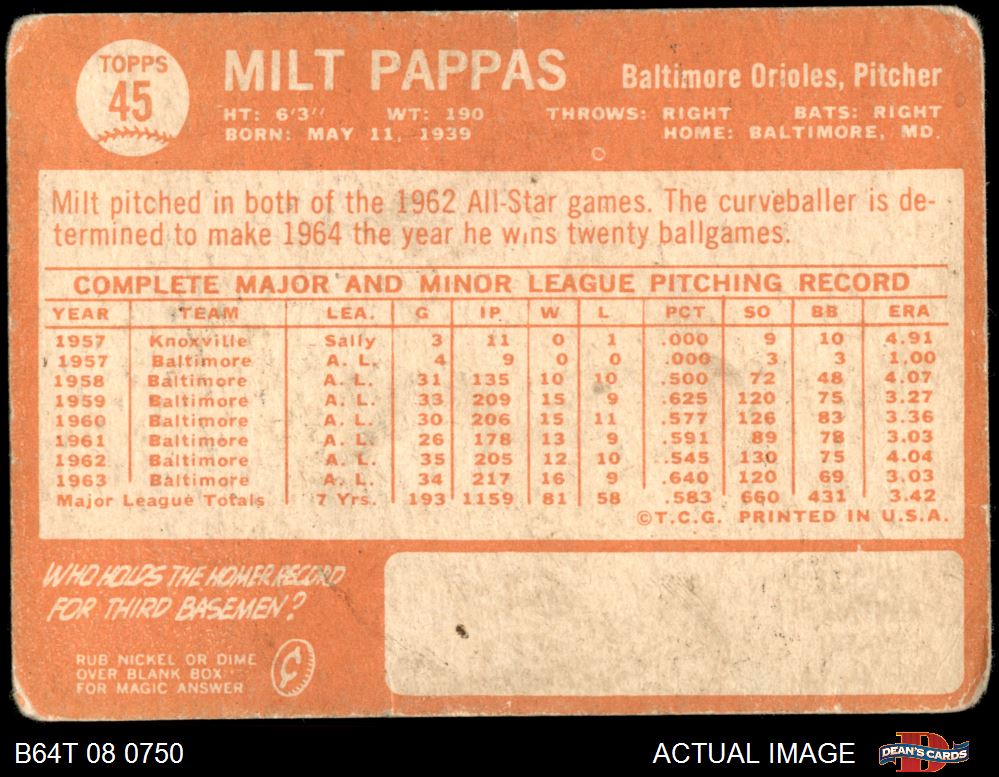 TOPPS
45
MILT PAPPAS
Baltimore Orioles, Pitcher
HT: 6'3" WT: 190 THROWS: RIGHT BATS: RIGHT
BORN: MAY 11, 1939 HOME: BALTIMORE, MD.
Milt pitched in both of the 1962 All-Star games. The curveballer is de-
termined to make 1964 the year he wins twenty ballgames.
COMPLETE MAJOR AND MINOR LEAGUE PITCHING RECORD
YEAR TEAM LEA. G IP W L PCT SO BB ERA
1957 Knoxville Sally 3 11 0 1 .000 9 10 4.91
1957 Baltimore A. L. 4 9 0 0 .000 3 3 1.00
1958 Baltimore A. L. 31 135 10 10 .500 72 48 4.07
1959 Baltimore A. L. 33 209 15 9 .625 120 75 3.27
1960 Baltimore A. L. 30 206 15 11 .577 126 83 3.36
1961 Baltimore A. L. 26 178 13 9 .591 89 78 3.03
1962 Baltimore A. L. 35 205 12 10 .545 130 75 4.04
1963 Baltimore A. L. 34 217 16 9 .640 120 69 3.03
Major League Totals 7 Yrs. 193 1159 81 58 .583 660 431 3.42
©T.C.G. PRINTED IN U.S.A.
WHO HOLDS THE HOMER RECORD
FOR THIRD BASEMEN?
RUB NICKEL OR DIME
OVER BLANK BOX
FOR MAGIC ANSWER
B64T 08 0750
ACTUAL IMAGE
DEAN'S CARDS